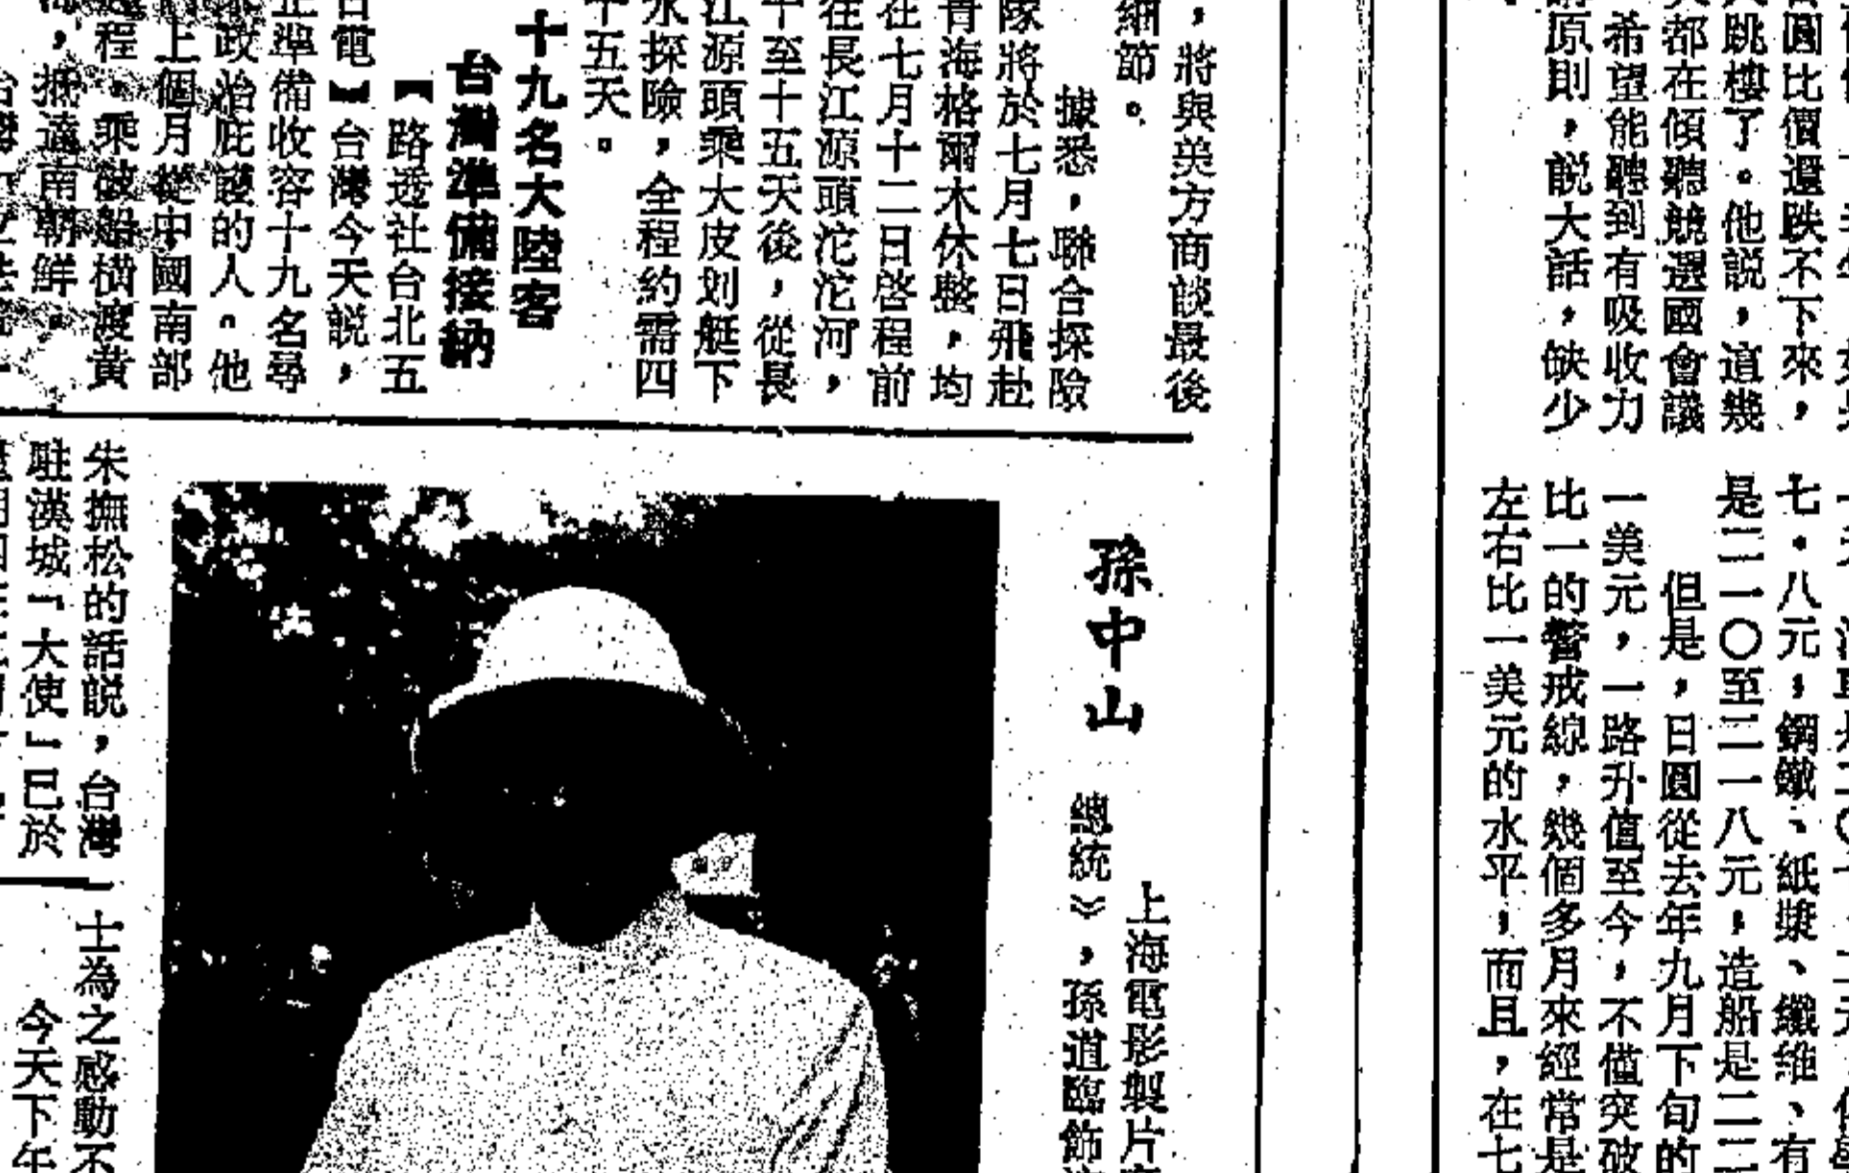 圓比價還跌不下來，
跳樓了。他說，這幾
都在傾聽競選國會議
希望能聽到有吸收力
原則，說大話，缺少
七·八元，鋼鐵、紙漿、纖維、有
是二一〇至二一八元，造船是二二
但是，日圓從去年九月下旬的
一美元，一路升值至今，不僅突破
比一的警戒線，幾個多月來經常是
左右比一美元的水平，而且，在七
，將與美方商談最後
細節。
據悉，聯合探險
隊將於七月七日飛赴
青海格爾木休整，均
在七月十二日啓程前
在長江源頭沱沱河，
十至十五天後，從長
江源頭乘大皮划艇下
水探險，全程約需四
十五天。
十九名大陸客
台灣準備接納
【路透社台北五
日電】台灣今天說，
正準備收容十九名尋
政治庇護的人。他
上個月從中國南部
程，乘破船橫渡黃
，抵達南朝鮮。
孫中山
上海電影製片
總統》，孫道臨飾
朱撫松的話說，台灣
駐漢城「大使」已於
士為之感動不
今天下午